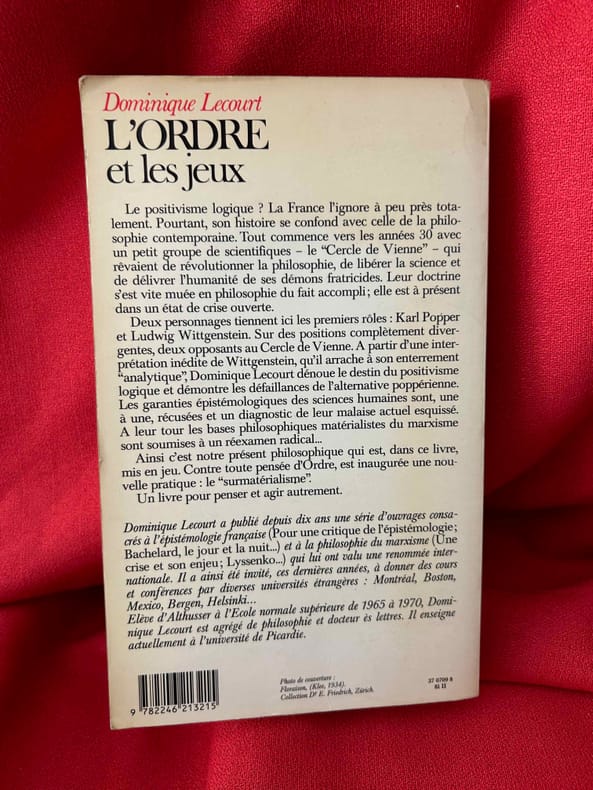 Dominique Lecourt
L'ORDRE
et les jeux
Le positivisme logique ? La France l'ignore à peu près tota-
lement. Pourtant, son histoire se confond avec celle de la philo-
sophie contemporaine. Tout commence vers les années 30 avec
un petit groupe de scientifiques – le "Cercle de Vienne" – qui
rêvaient de révolutionner la philosophie, de libérer la science et
de délivrer l'humanité de ses démons fratricides. Leur doctrine
s'est vite muée en philosophie du fait accompli ; elle est à présent
dans un état de crise ouverte.
Deux personnages tiennent ici les premiers rôles : Karl Popper
et Ludwig Wittgenstein. Sur des positions complètement diver-
gentes, deux opposants au Cercle de Vienne. A partir d'une inter-
prétation inédite de Wittgenstein, qu'il arrache à son enterrement
"analytique", Dominique Lecourt dénoue le destin du positivisme
logique et démontre les défaillances de l'alternative poppérienne.
Les garanties épistémologiques des sciences humaines sont, une
à une, récusées et un diagnostic de leur malaise actuel esquissé.
A leur tour les bases philosophiques matérialistes du marxisme
sont soumises à un réexamen radical...
Ainsi c'est notre présent philosophique qui est, dans ce livre,
mis en jeu. Contre toute pensée d'Ordre, est inaugurée une nou-
velle pratique : le "surmatérialisme".
Un livre pour penser et agir autrement.
Dominique Lecourt a publié depuis dix ans une série d'ouvrages consa-
crés à l'épistémologie française (Pour une critique de l'épistémologie ;
Bachelard, le jour et la nuit...) et à la philosophie du marxisme (Une
crise et son enjeu ; Lyssenko...) qui lui ont valu une renommée inter-
nationale. Il a ainsi été invité, ces dernières années, à donner des cours
et conférences par diverses universités étrangères : Montréal, Boston,
Mexico, Bergen, Helsinki...
Elève d'Althusser à l'Ecole normale supérieure de 1965 à 1970, Domi-
nique Lecourt est agrégé de philosophie et docteur ès lettres. Il enseigne
actuellement à l'université de Picardie.
Photo de couverture :
Floraison, (Klee, 1934).
Collection Dr E. Friedrich, Zürich.
37 0709 8
81 II
9 782246 213215